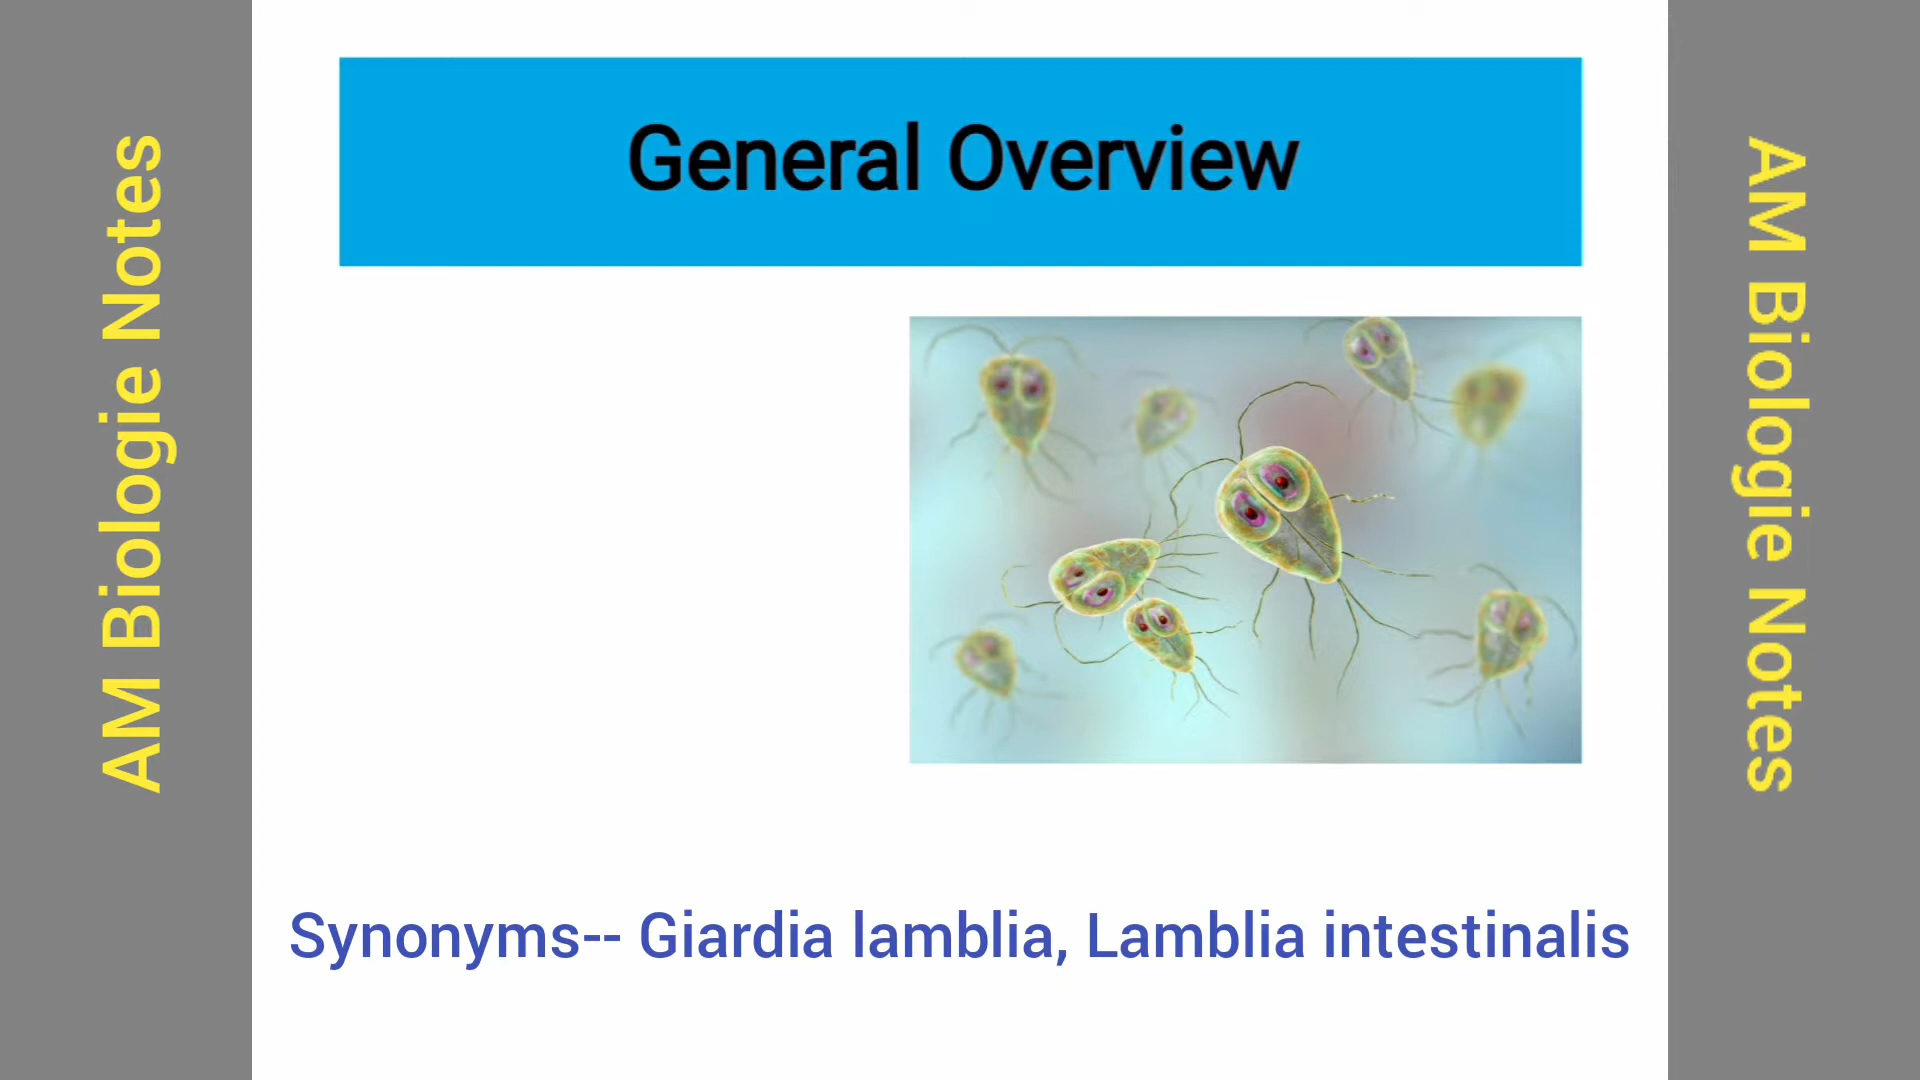 General Overview
AM Biologie Notes
AM Biologie Notes
Synonyms-- Giardia lamblia, Lamblia intestinalis